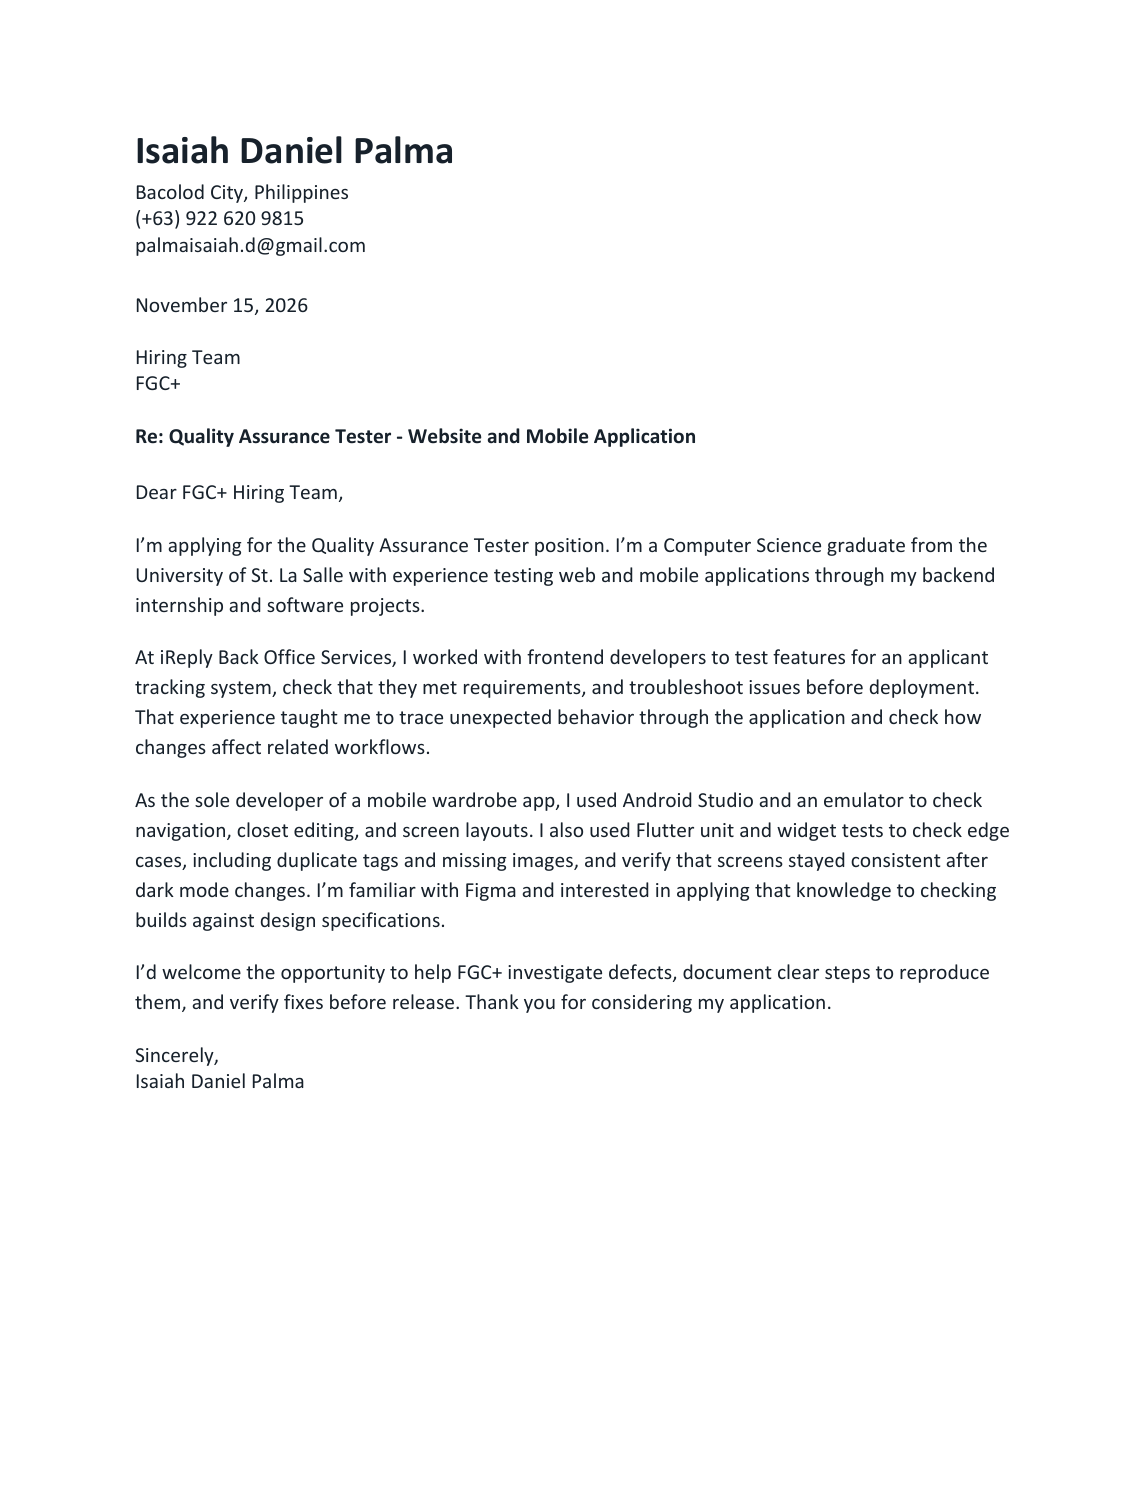 Isaiah Daniel Palma
Bacolod City, Philippines
(+63) 922 620 9815
palmaisaiah.d@gmail.com
November 15, 2026
Hiring Team
FGC+
Re: Quality Assurance Tester - Website and Mobile Application
Dear FGC+ Hiring Team,
I’m applying for the Quality Assurance Tester position. I’m a Computer Science graduate from the
University of St. La Salle with experience testing web and mobile applications through my backend
internship and software projects.
At iReply Back Office Services, I worked with frontend developers to test features for an applicant
tracking system, check that they met requirements, and troubleshoot issues before deployment.
That experience taught me to trace unexpected behavior through the application and check how
changes affect related workflows.
As the sole developer of a mobile wardrobe app, I used Android Studio and an emulator to check
navigation, closet editing, and screen layouts. I also used Flutter unit and widget tests to check edge
cases, including duplicate tags and missing images, and verify that screens stayed consistent after
dark mode changes. I’m familiar with Figma and interested in applying that knowledge to checking
builds against design specifications.
I’d welcome the opportunity to help FGC+ investigate defects, document clear steps to reproduce
them, and verify fixes before release. Thank you for considering my application.
Sincerely,
Isaiah Daniel Palma